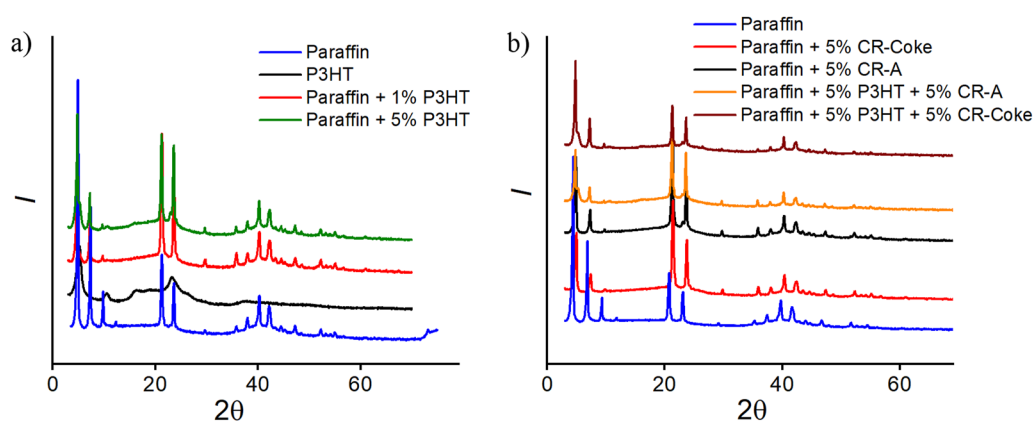 a)
Paraffin
P3HT
Paraffin + 1% P3HT
Paraffin + 5% P3HT
I
0 20 40 60
2θ
b)
Paraffin
Paraffin + 5% CR-Coke
Paraffin + 5% CR-A
Paraffin + 5% P3HT + 5% CR-A
Paraffin + 5% P3HT + 5% CR-Coke
I
0 20 40 60
2θ